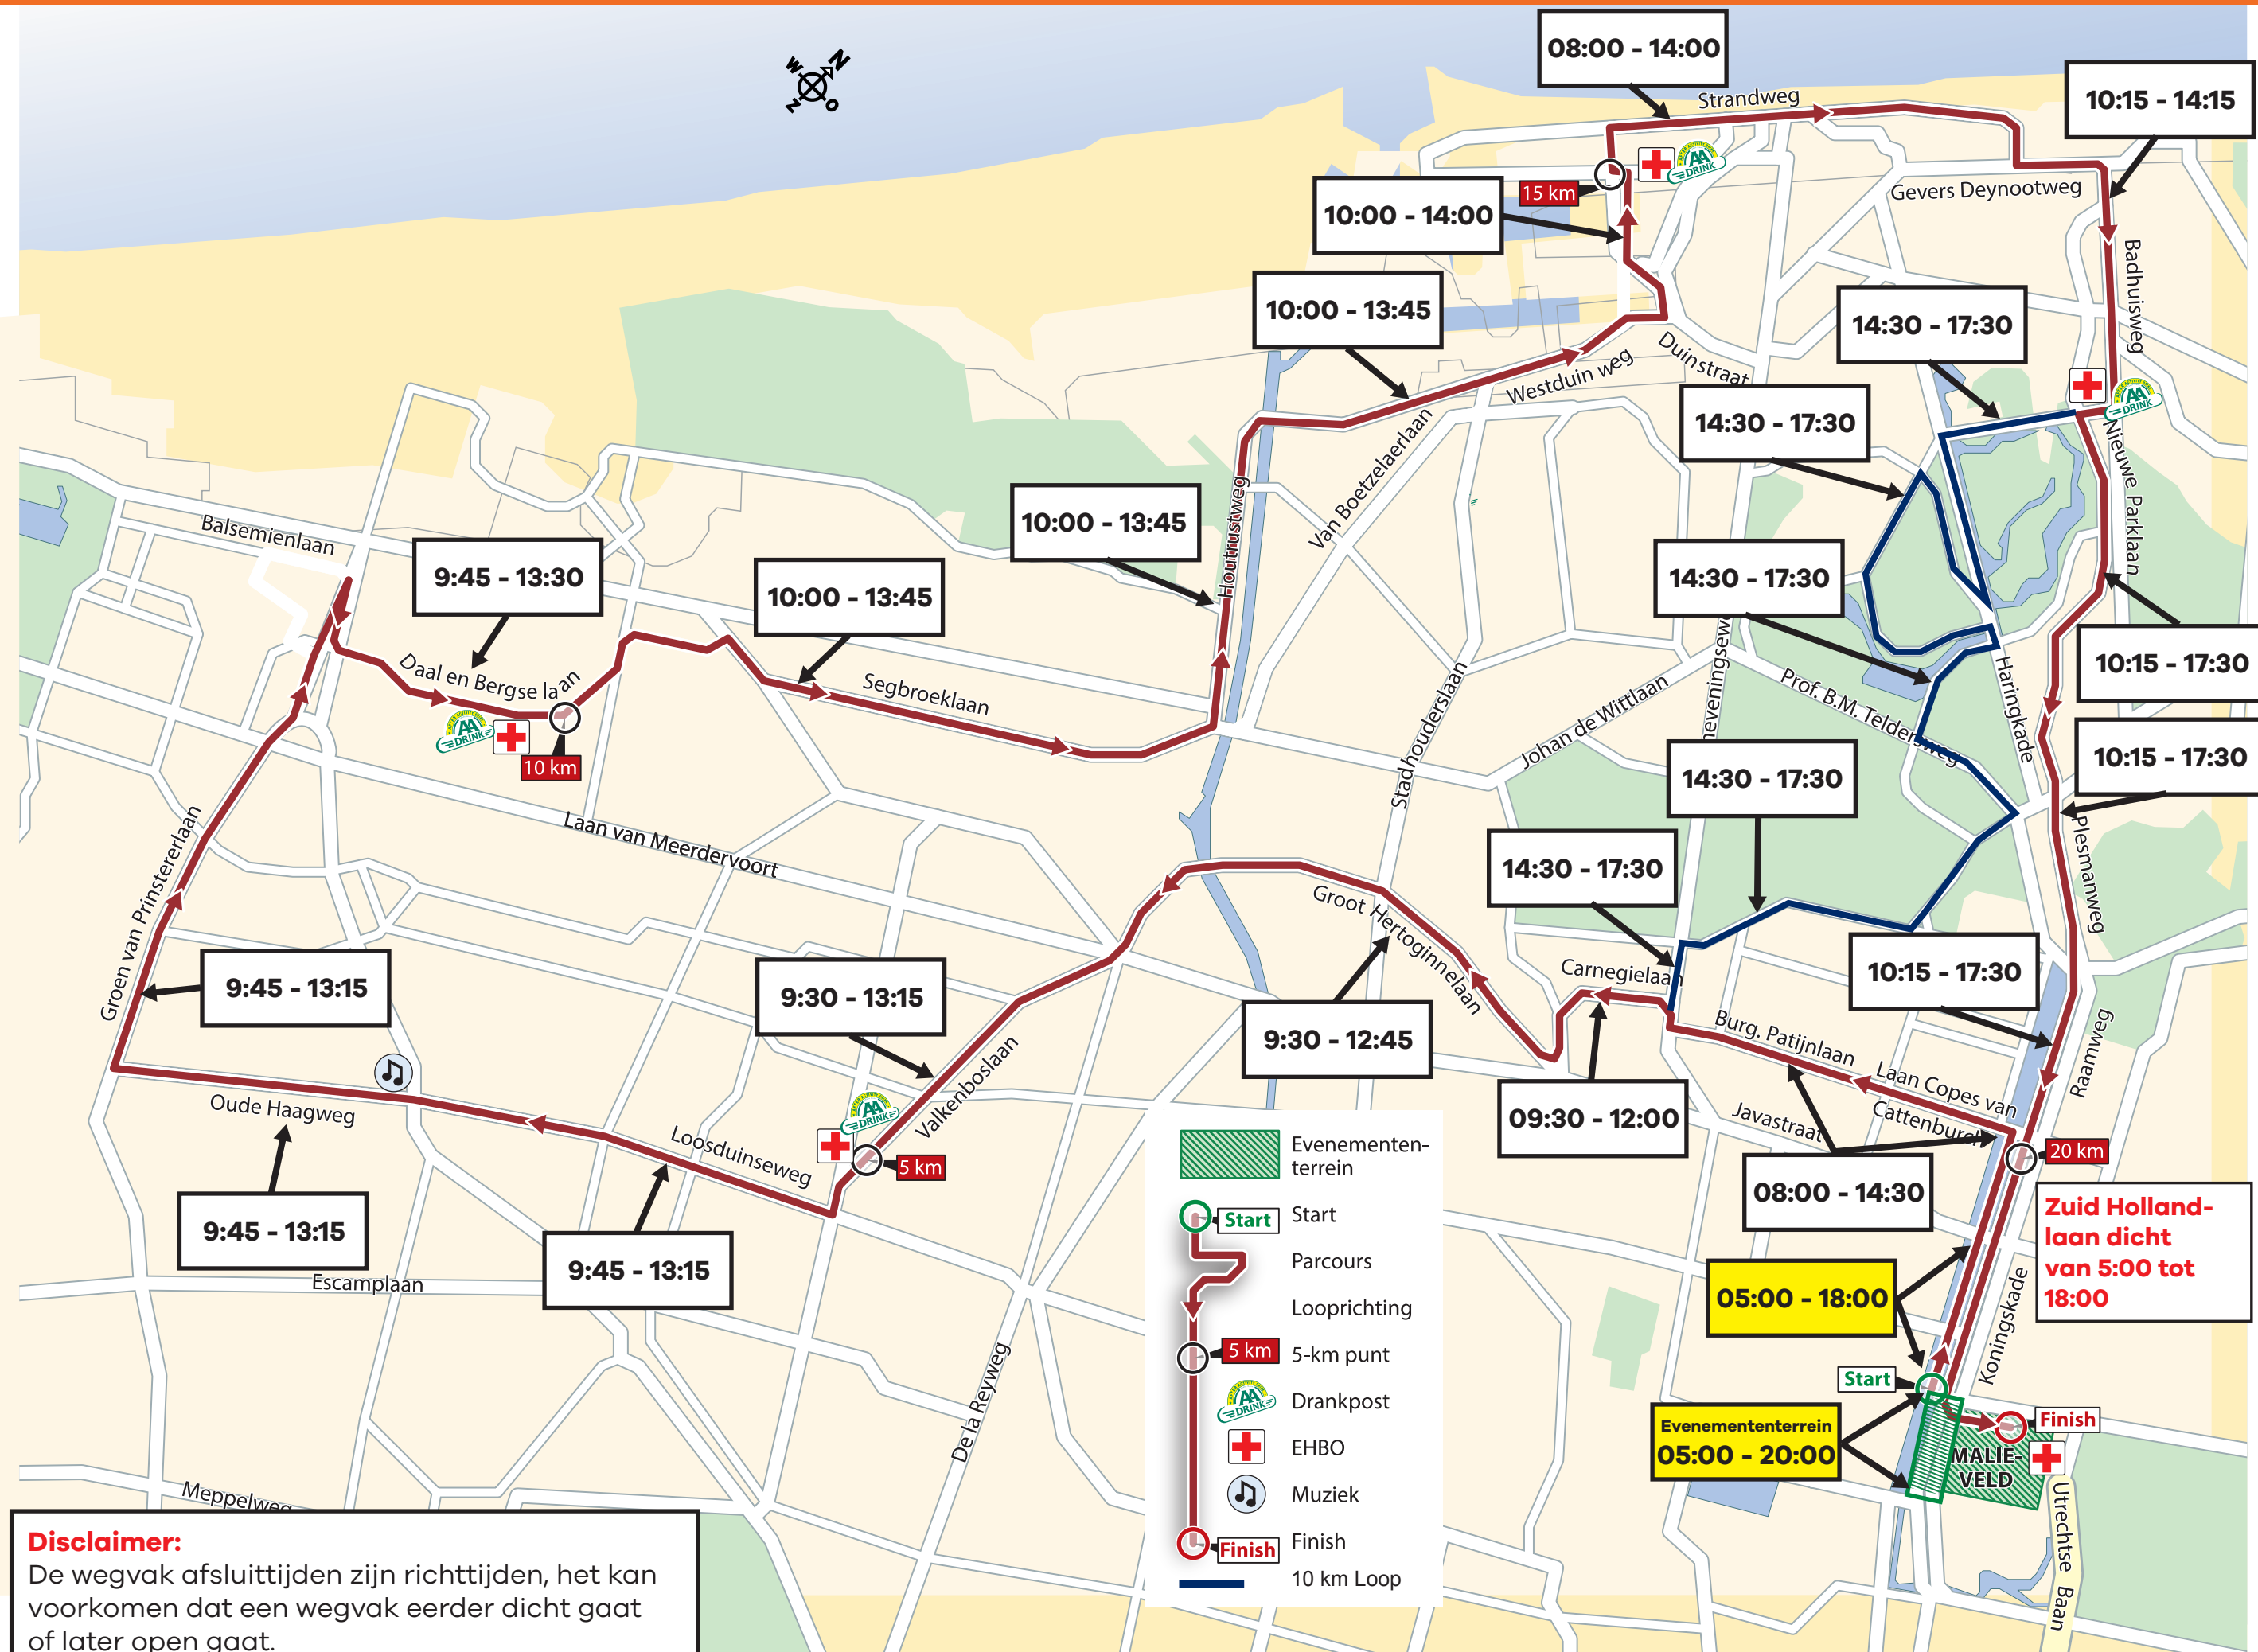 08:00 - 14:00
10:15 - 14:15
W
N
Z
O
Strandweg
Gevers Deynootweg
15 km
AA
DRINK
10:00 - 14:00
Badhuisweg
10:00 - 13:45
14:30 - 17:30
Westduin weg
Duinstraat
14:30 - 17:30
AA
DRINK
Van Boetzelaerlaan
Nieuwe Parklaan
Houtrustweg
10:00 - 13:45
Balsemienlaan
9:45 - 13:30
10:00 - 13:45
14:30 - 17:30
10:15 - 17:30
Daal en Bergse laan
Segbroeklaan
Stadhouderslaan
Johan de Wittlaan
Prof. B.M. Teldersweg
Haringkade
AA
DRINK
10 km
10:15 - 17:30
14:30 - 17:30
Groen van Prinstererlaan
Laan van Meerdervoort
14:30 - 17:30
Plesmanweg
Groot Hertoginnelaan
Carnegielaan
10:15 - 17:30
9:45 - 13:15
9:30 - 13:15
9:30 - 12:45
Burg. Patijnlaan
Raamweg
Valkenboslaan
Laan Copes van
Cattenburch
09:30 - 12:00
Javastraat
Oude Haagweg
AA
DRINK
Loosduinseweg
5 km
20 km
08:00 - 14:30
9:45 - 13:15
9:45 - 13:15
Escamplaan
Zuid Holland-
laan dicht
van 5:00 tot
18:00
05:00 - 18:00
Koningskade
De la Reyweg
Start
Finish
Evenemententerrein
05:00 - 20:00
MALIE-
VELD
Utrechtse Baan
Meppelweg
Evenementen-
terrein
Start
Start
Parcours
Looprichting
5 km
5-km punt
AA
DRINK
Drankpost
EHBO
Muziek
Finish
Finish
10 km Loop
Disclaimer:
De wegvak afsluittijden zijn richttijden, het kan
voorkomen dat een wegvak eerder dicht gaat
of later open gaat.